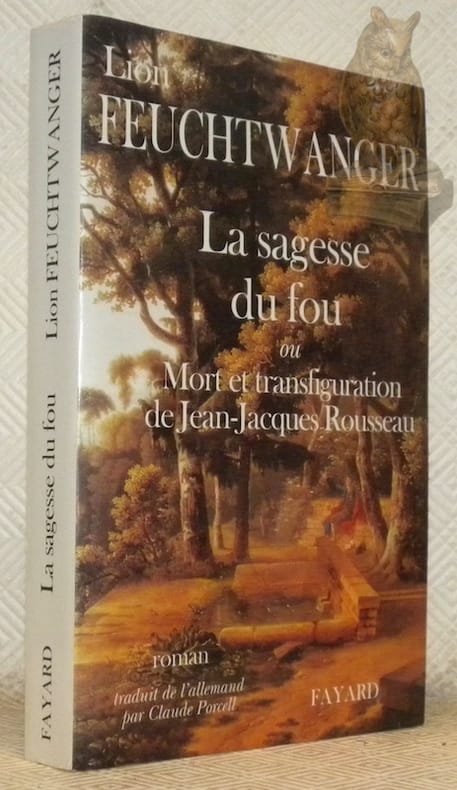 Lion
FEUCHTWANGER
La sagesse
du fou
ou
Mort et transfiguration
de Jean-Jacques Rousseau
roman
traduit de l'allemand
par Claude Porcell
FAYARD
FAYARD La sagesse du fou Lion FEUCHTWANGER